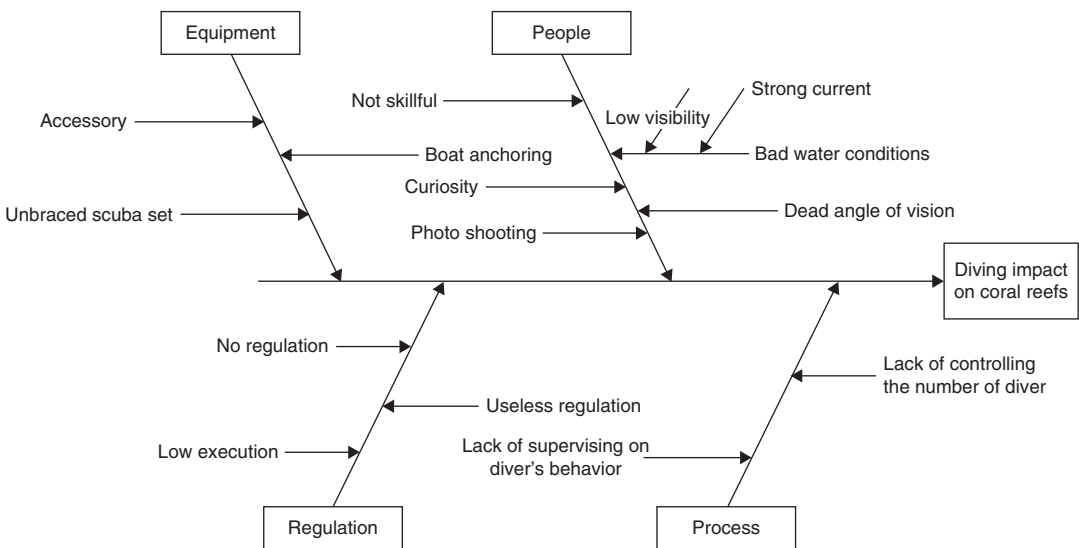 Equipment
People
Not skillful
Strong current
Low visibility
Accessory
Boat anchoring
Bad water conditions
Curiosity
Unbraced scuba set
Dead angle of vision
Photo shooting
Diving impact
on coral reefs
No regulation
Lack of controlling
the number of diver
Useless regulation
Low execution
Lack of supervising on
diver's behavior
Regulation
Process